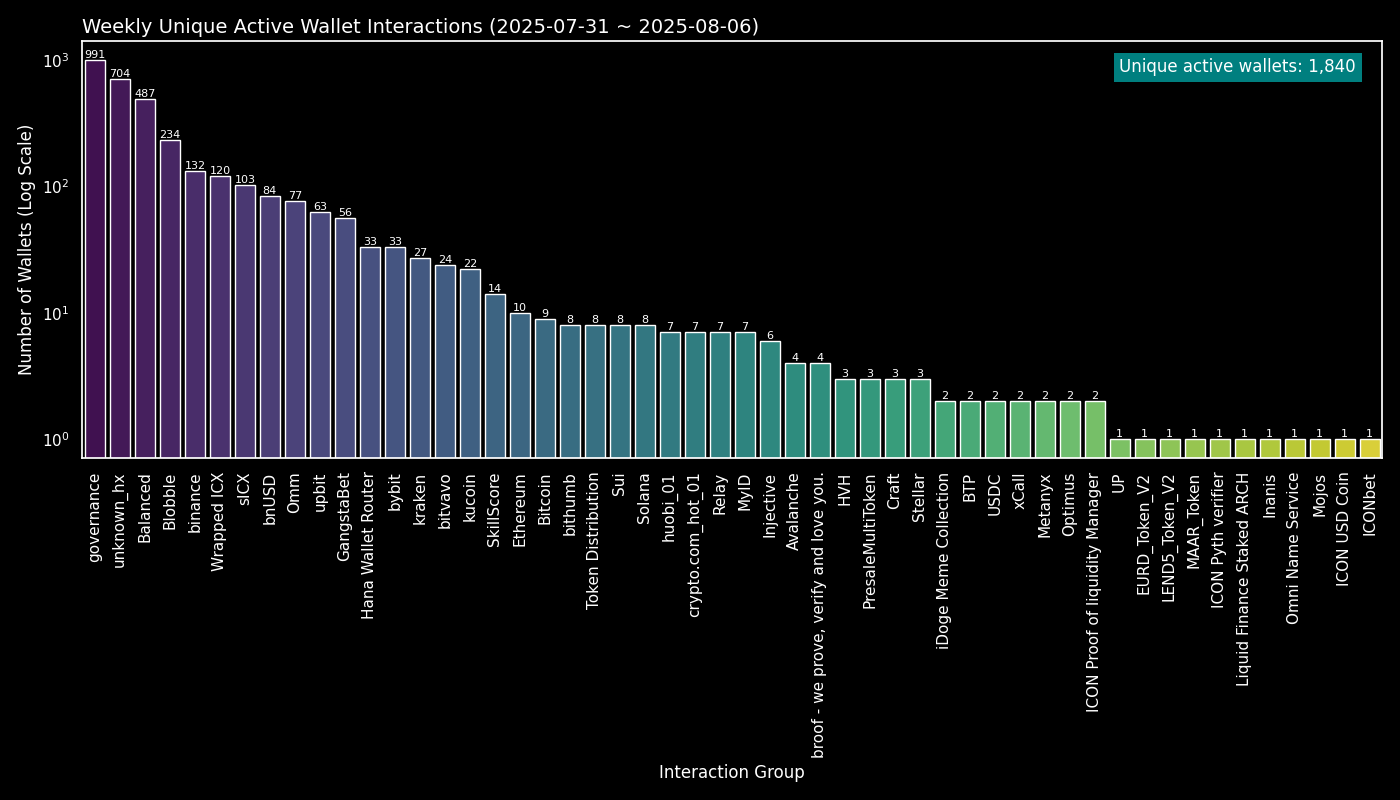 Weekly Unique Active Wallet Interactions (2025-07-31 ~ 2025-08-06)
Unique active wallets: 1,840
Number of Wallets (Log Scale)
10³
10²
10¹
10⁰
991
704
487
234
132
120
103
84
77
63
56
33
33
27
24
22
14
10
9
8
8
8
8
7
7
7
7
6
4
4
3
3
3
3
2
2
2
2
2
2
2
1
1
1
1
1
1
1
1
1
1
1
governance
unknown_hx
Balanced
Blobble
binance
Wrapped ICX
sICX
bnUSD
Omm
upbit
GangstaBet
Hana Wallet Router
bybit
kraken
bitvavo
kucoin
SkillScore
Ethereum
Bitcoin
bithumb
Token Distribution
Sui
Solana
huobi_01
crypto.com_hot_01
Relay
MyID
Injective
Avalanche
broof - we prove, verify and love you.
HVH
PresaleMultiToken
Craft
Stellar
iDoge Meme Collection
BTP
USDC
xCall
Metanyx
Optimus
ICON Proof of liquidity Manager
UP
EURD_Token_V2
LEND5_Token_V2
MAAR_Token
ICON Pyth verifier
Liquid Finance Staked ARCH
Inanis
Omni Name Service
Mojos
ICON USD Coin
ICONbet
Interaction Group